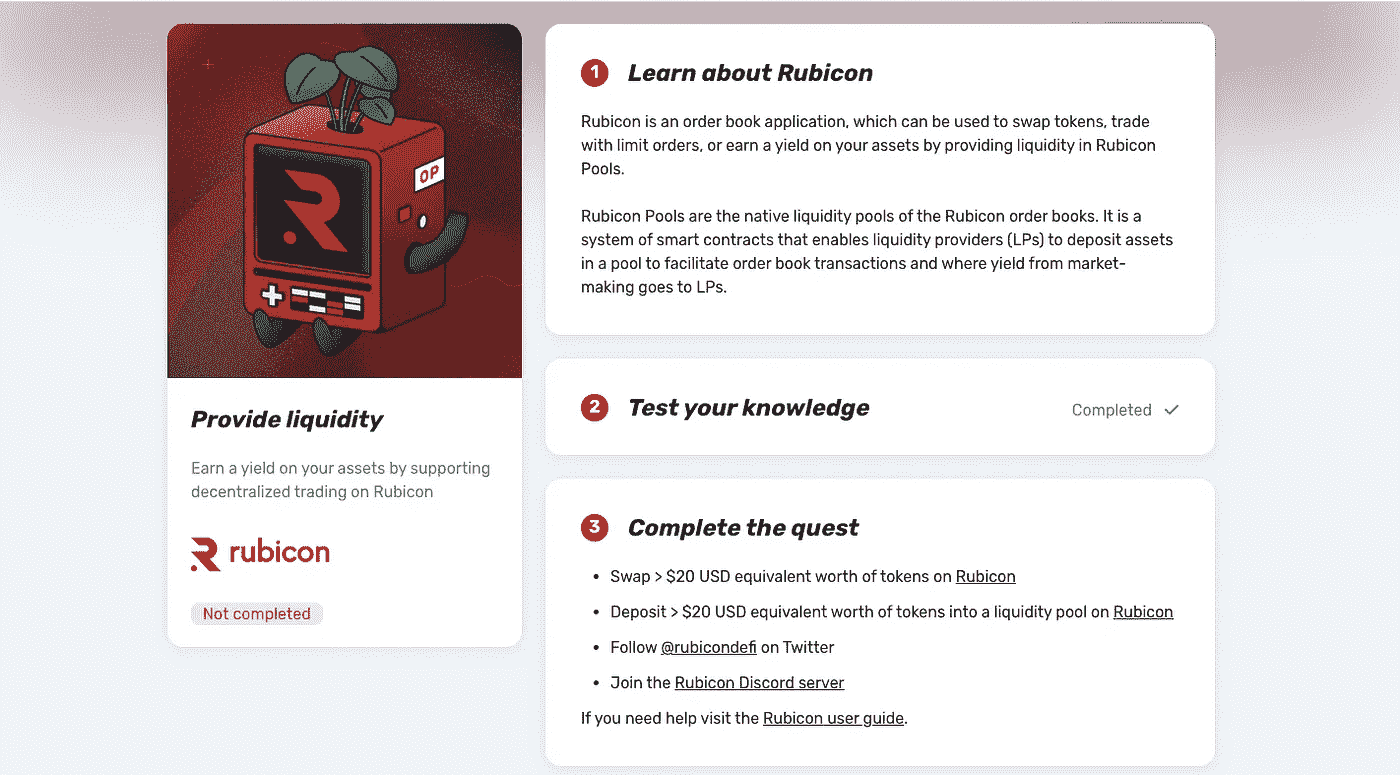 OP
Provide liquidity
Earn a yield on your assets by supporting
decentralized trading on Rubicon
rubicon
Not completed
1 Learn about Rubicon
Rubicon is an order book application, which can be used to swap tokens, trade
with limit orders, or earn a yield on your assets by providing liquidity in Rubicon
Pools.
Rubicon Pools are the native liquidity pools of the Rubicon order books. It is a
system of smart contracts that enables liquidity providers (LPs) to deposit assets
in a pool to facilitate order book transactions and where yield from market-
making goes to LPs.
2 Test your knowledge Completed ✓
3 Complete the quest
• Swap > $20 USD equivalent worth of tokens on Rubicon
• Deposit > $20 USD equivalent worth of tokens into a liquidity pool on Rubicon
• Follow @rubicondefi on Twitter
• Join the Rubicon Discord server
If you need help visit the Rubicon user guide.